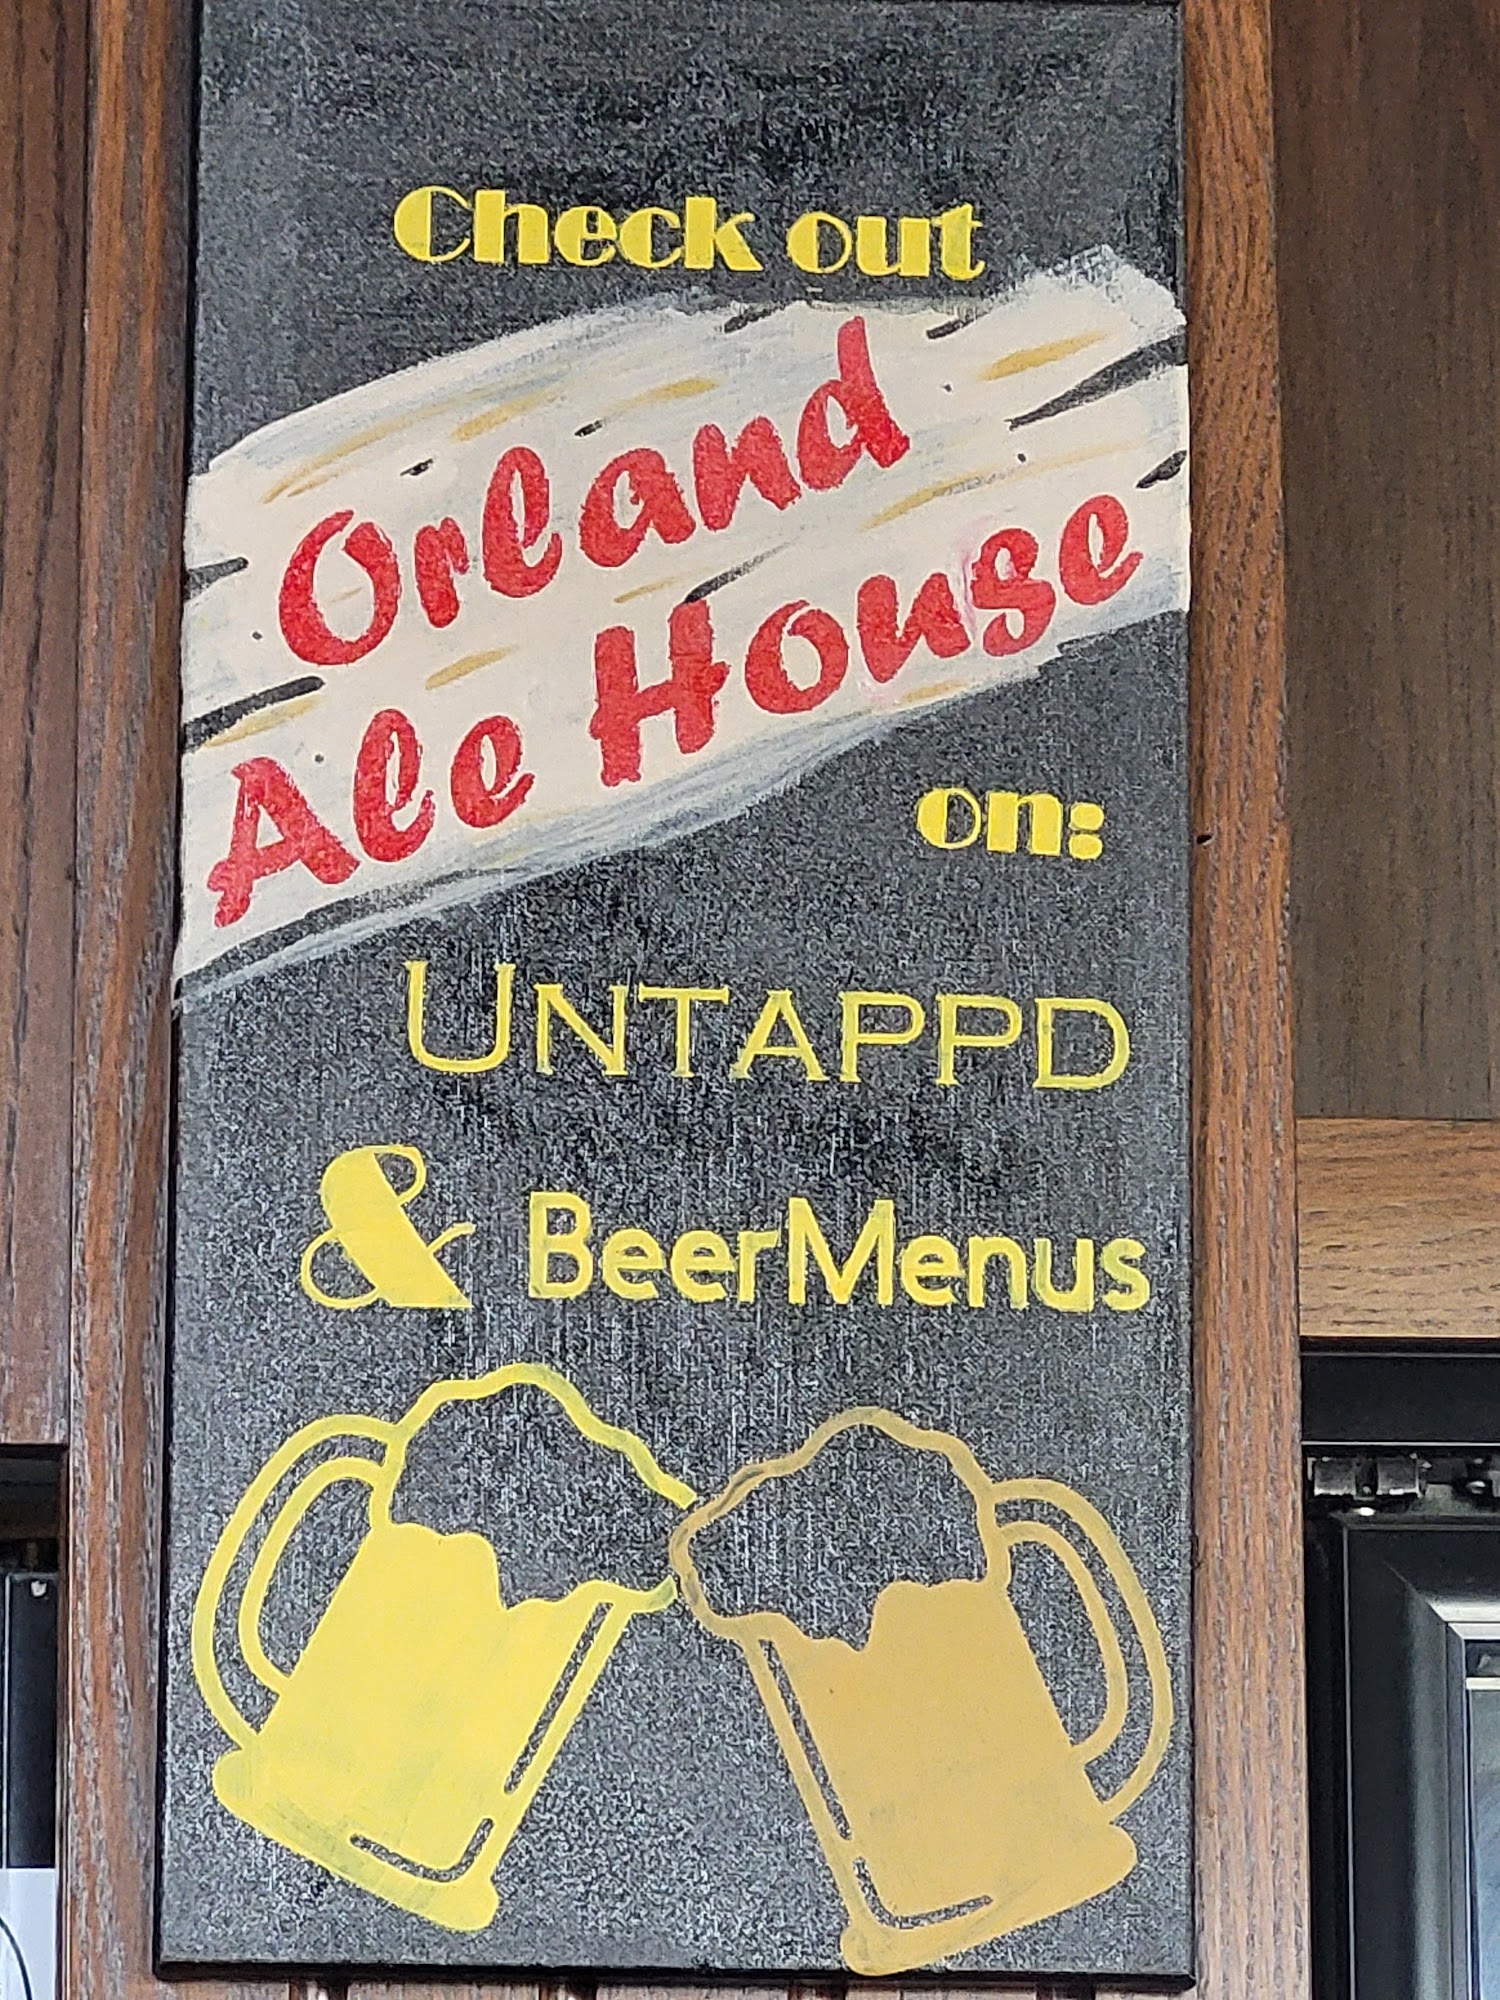 Check out
Orland
Ale House
on:
UNTAPPD
& BeerMenus